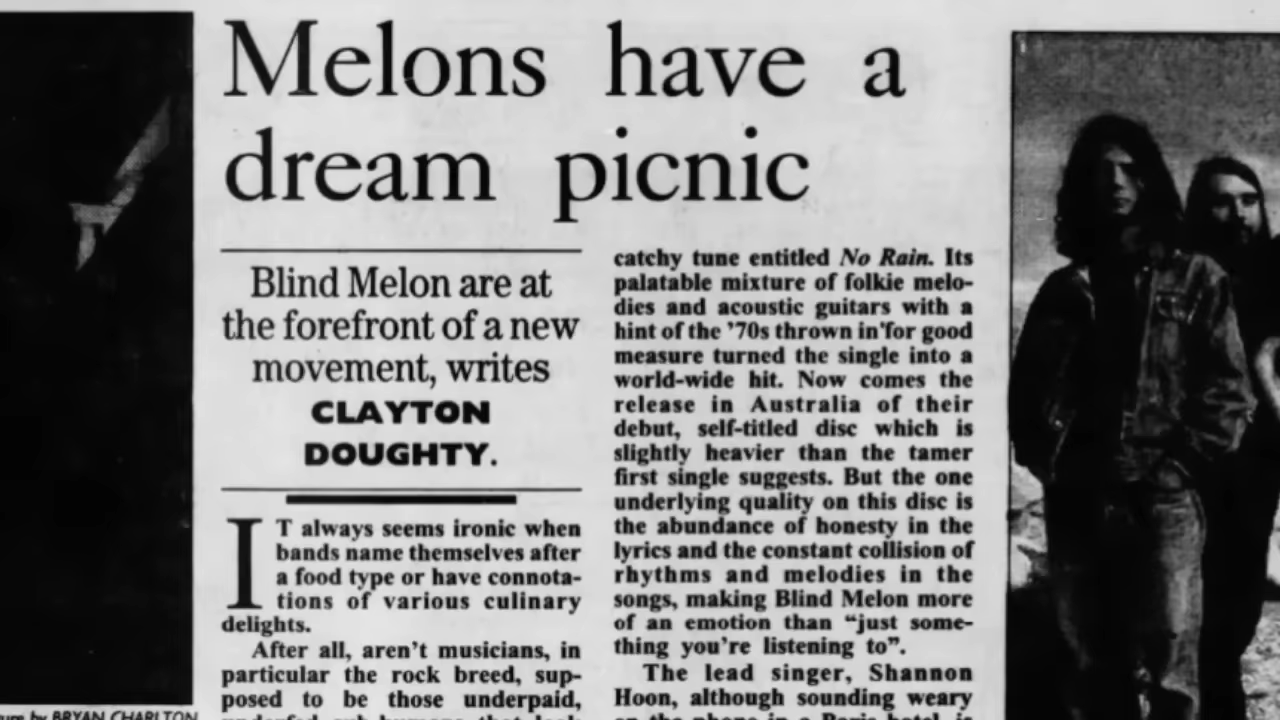 Melons have a
dream picnic
Blind Melon are at
the forefront of a new
movement, writes
CLAYTON
DOUGHTY.
IT always seems ironic when
bands name themselves after
a food type or have connota-
tions of various culinary
delights.
After all, aren't musicians, in
particular the rock breed, sup-
posed to be those underpaid,
catchy tune entitled No Rain. Its
palatable mixture of folkie melo-
dies and acoustic guitars with a
hint of the '70s thrown in for good
measure turned the single into a
world-wide hit. Now comes the
release in Australia of their
debut, self-titled disc which is
slightly heavier than the tamer
first single suggests. But the one
underlying quality on this disc is
the abundance of honesty in the
lyrics and the constant collision of
rhythms and melodies in the
songs, making Blind Melon more
of an emotion than “just some-
thing you're listening to”.
The lead singer, Shannon
Hoon, although sounding weary
on the phone in a Paris hotel, is
by BRYAN CHARLTON